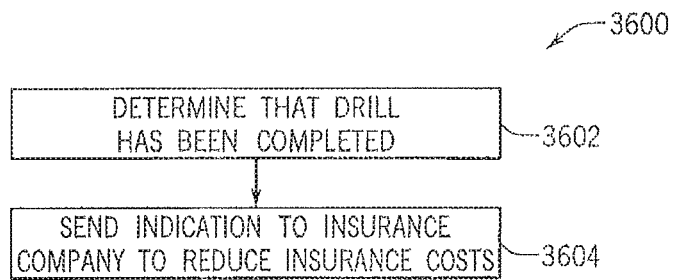 3600
DETERMINE THAT DRILL
HAS BEEN COMPLETED
3602
SEND INDICATION TO INSURANCE
COMPANY TO REDUCE INSURANCE COSTS
3604